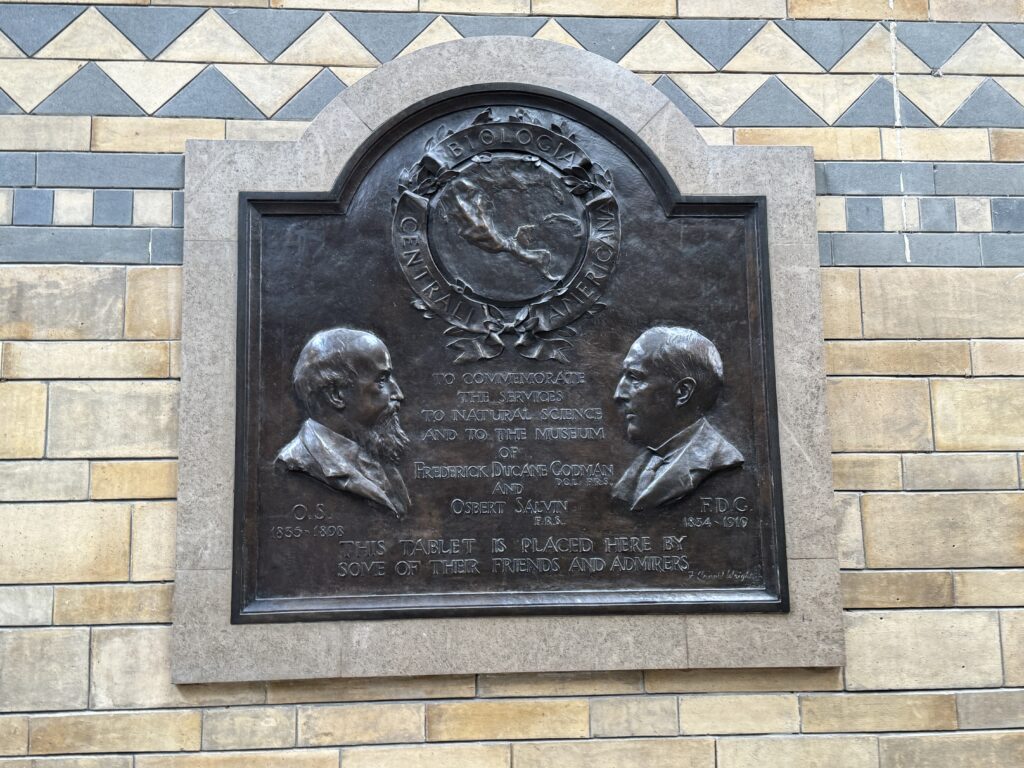 BIOLOGIA
CENTRALI
AMERICANA
TO COMMEMORATE
THE SERVICES
TO NATURAL SCIENCE
AND TO THE MUSEUM
OF
FREDERICK DUCANE GODMAN
D.C.L. F.R.S.
AND
OSBERT SALVIN
F.R.S.
O.S.
1835-1898
F.D.G.
1834-1919
THIS TABLET IS PLACED HERE BY
SOME OF THEIR FRIENDS AND ADMIRERS